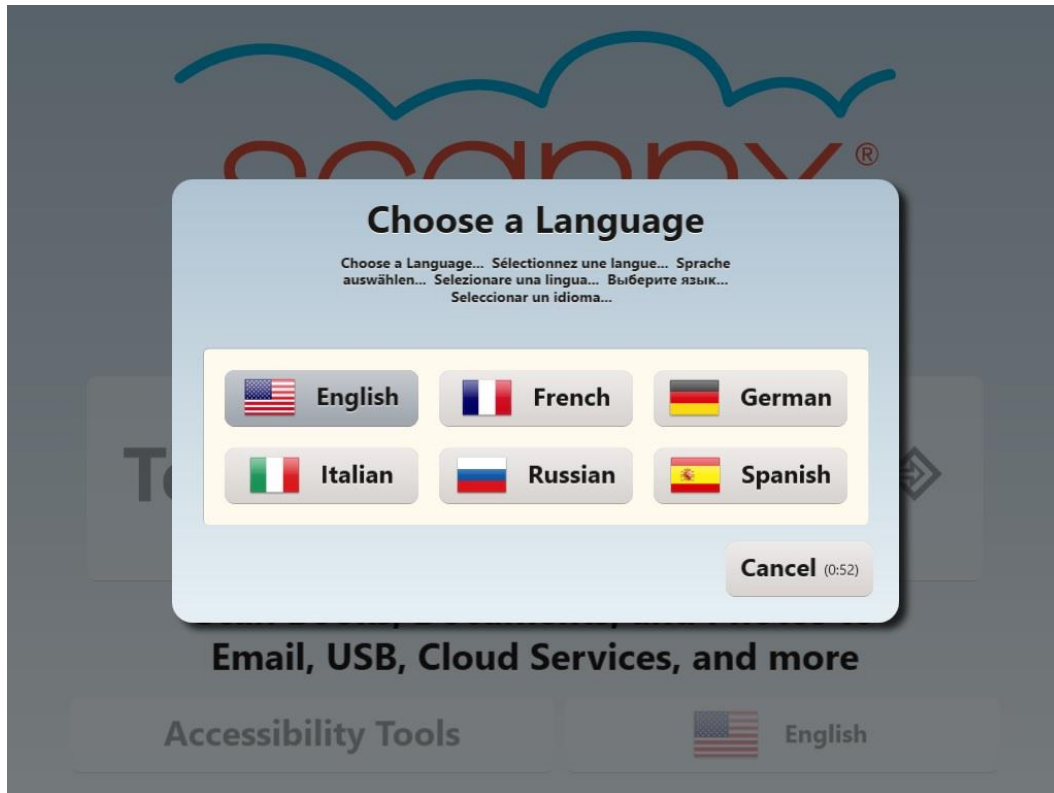 ®
Choose a Language
Choose a Language... Sélectionnez une langue... Sprache
auswählen... Selezionare una lingua... Выберите язык...
Seleccionar un idioma...
English French German
Italian Russian Spanish
Cancel (0:52)
Email, USB, Cloud Services, and more
Accessibility Tools English